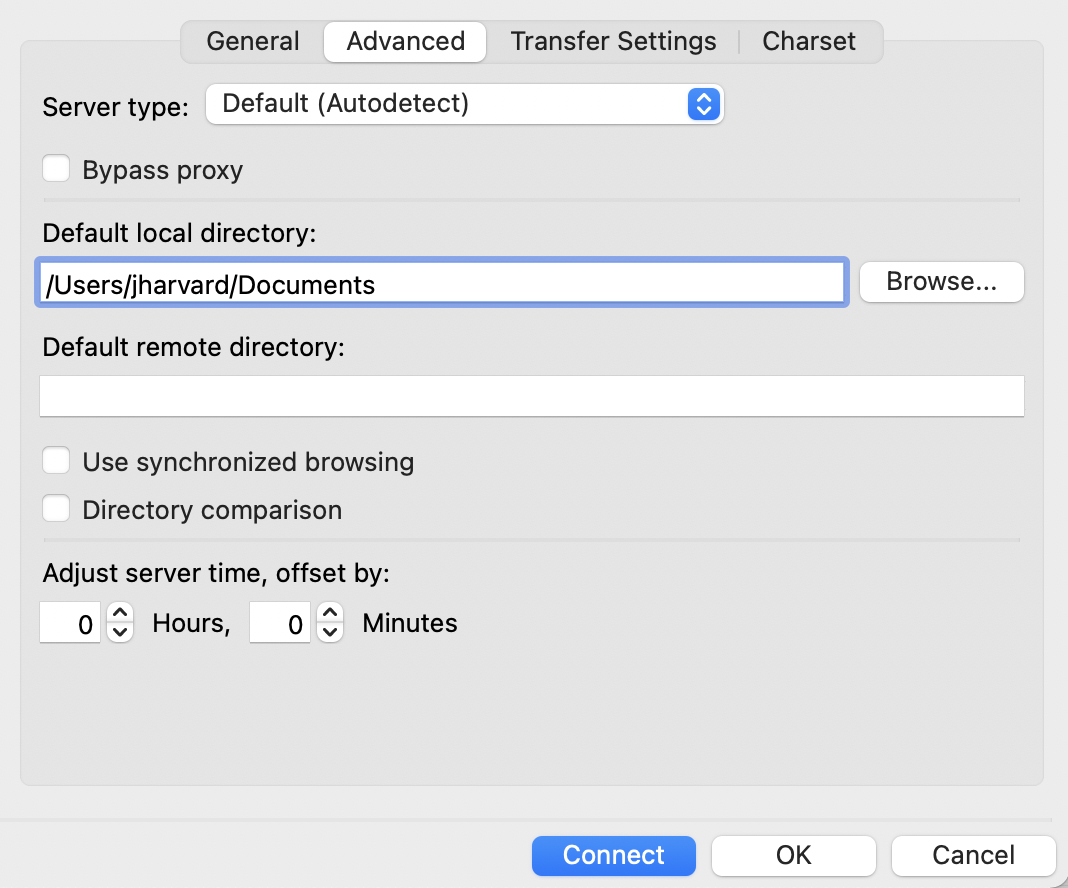 General Advanced Transfer Settings Charset
Server type: Default (Autodetect)
Bypass proxy
Default local directory:
/Users/jharvard/Documents Browse...
Default remote directory:
Use synchronized browsing
Directory comparison
Adjust server time, offset by:
0 Hours, 0 Minutes
Connect OK Cancel